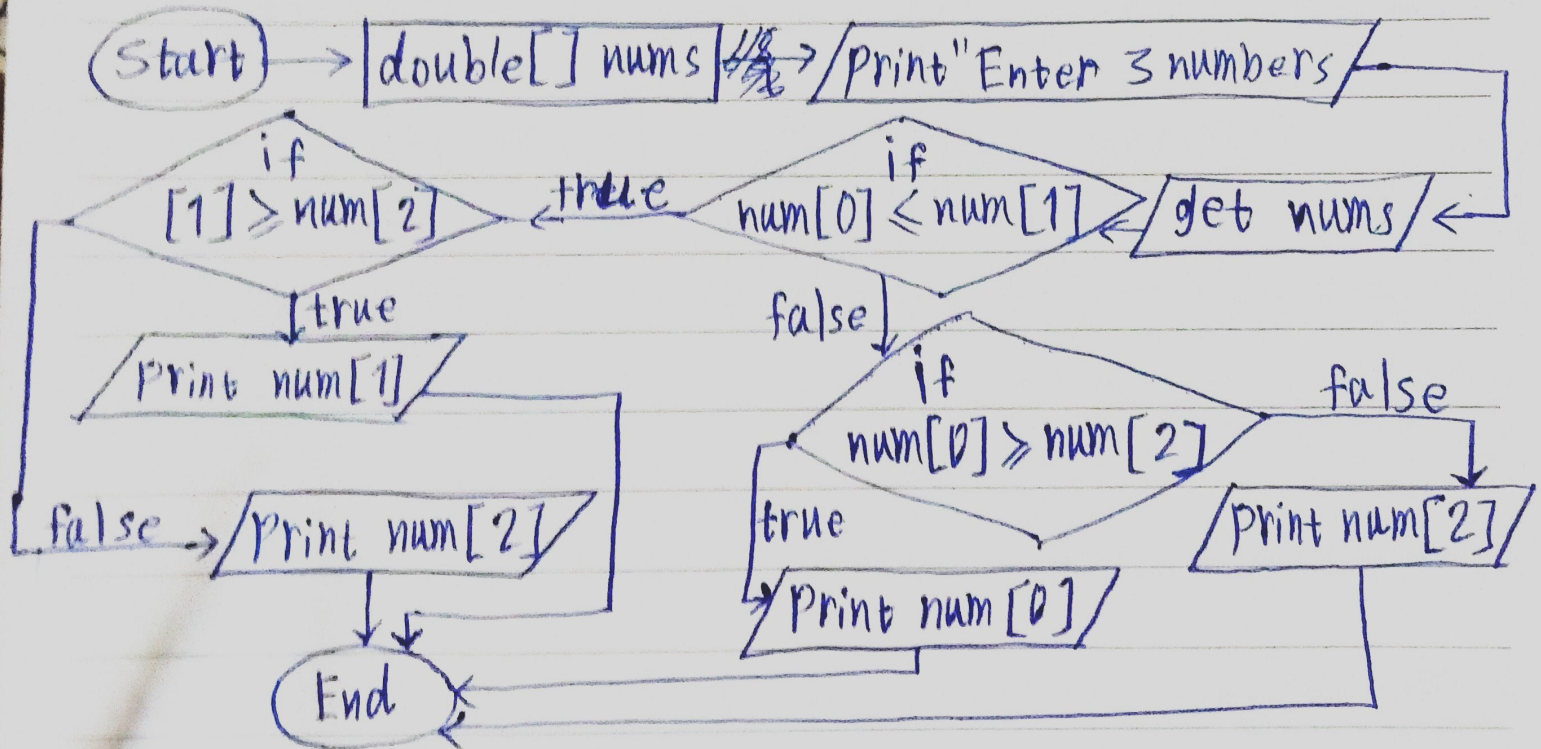 Start
double[] nums
Print "Enter 3 numbers
get nums
if
num[0] ⩽ num[1]
true
if
[1] ⩾ num[2]
true
Print num[1]
false
Print num[2]
false
if
num[0] ⩾ num[2]
false
Print num[2]
true
Print num[0]
End